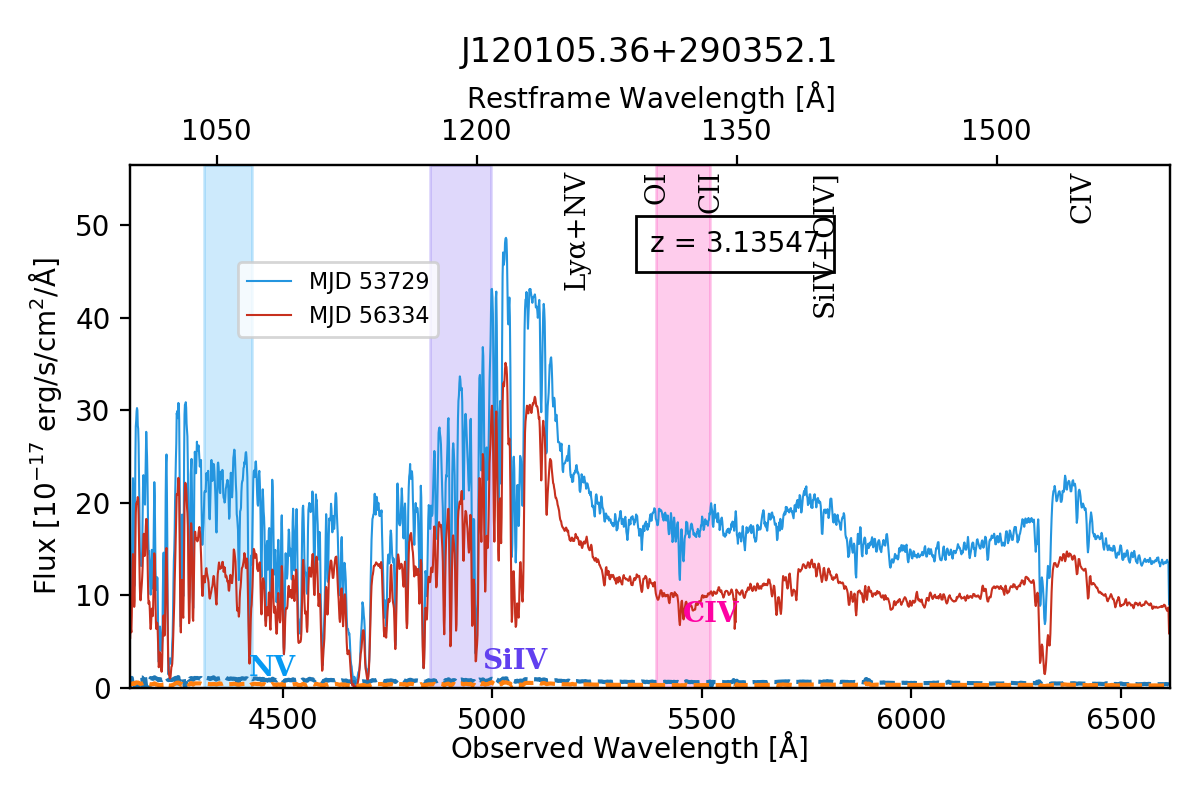 J120105.36+290352.1
Restframe Wavelength [Å]
1050 1200 1350 1500
Lyα+NV
OI
CII
SiIV+OIV]
CIV
z = 3.13547
MJD 53729
MJD 56334
Flux [10⁻¹⁷ erg/s/cm²/Å]
50
40
30
20
10
0
NV
SiIV
CIV
4500 5000 5500 6000 6500
Observed Wavelength [Å]